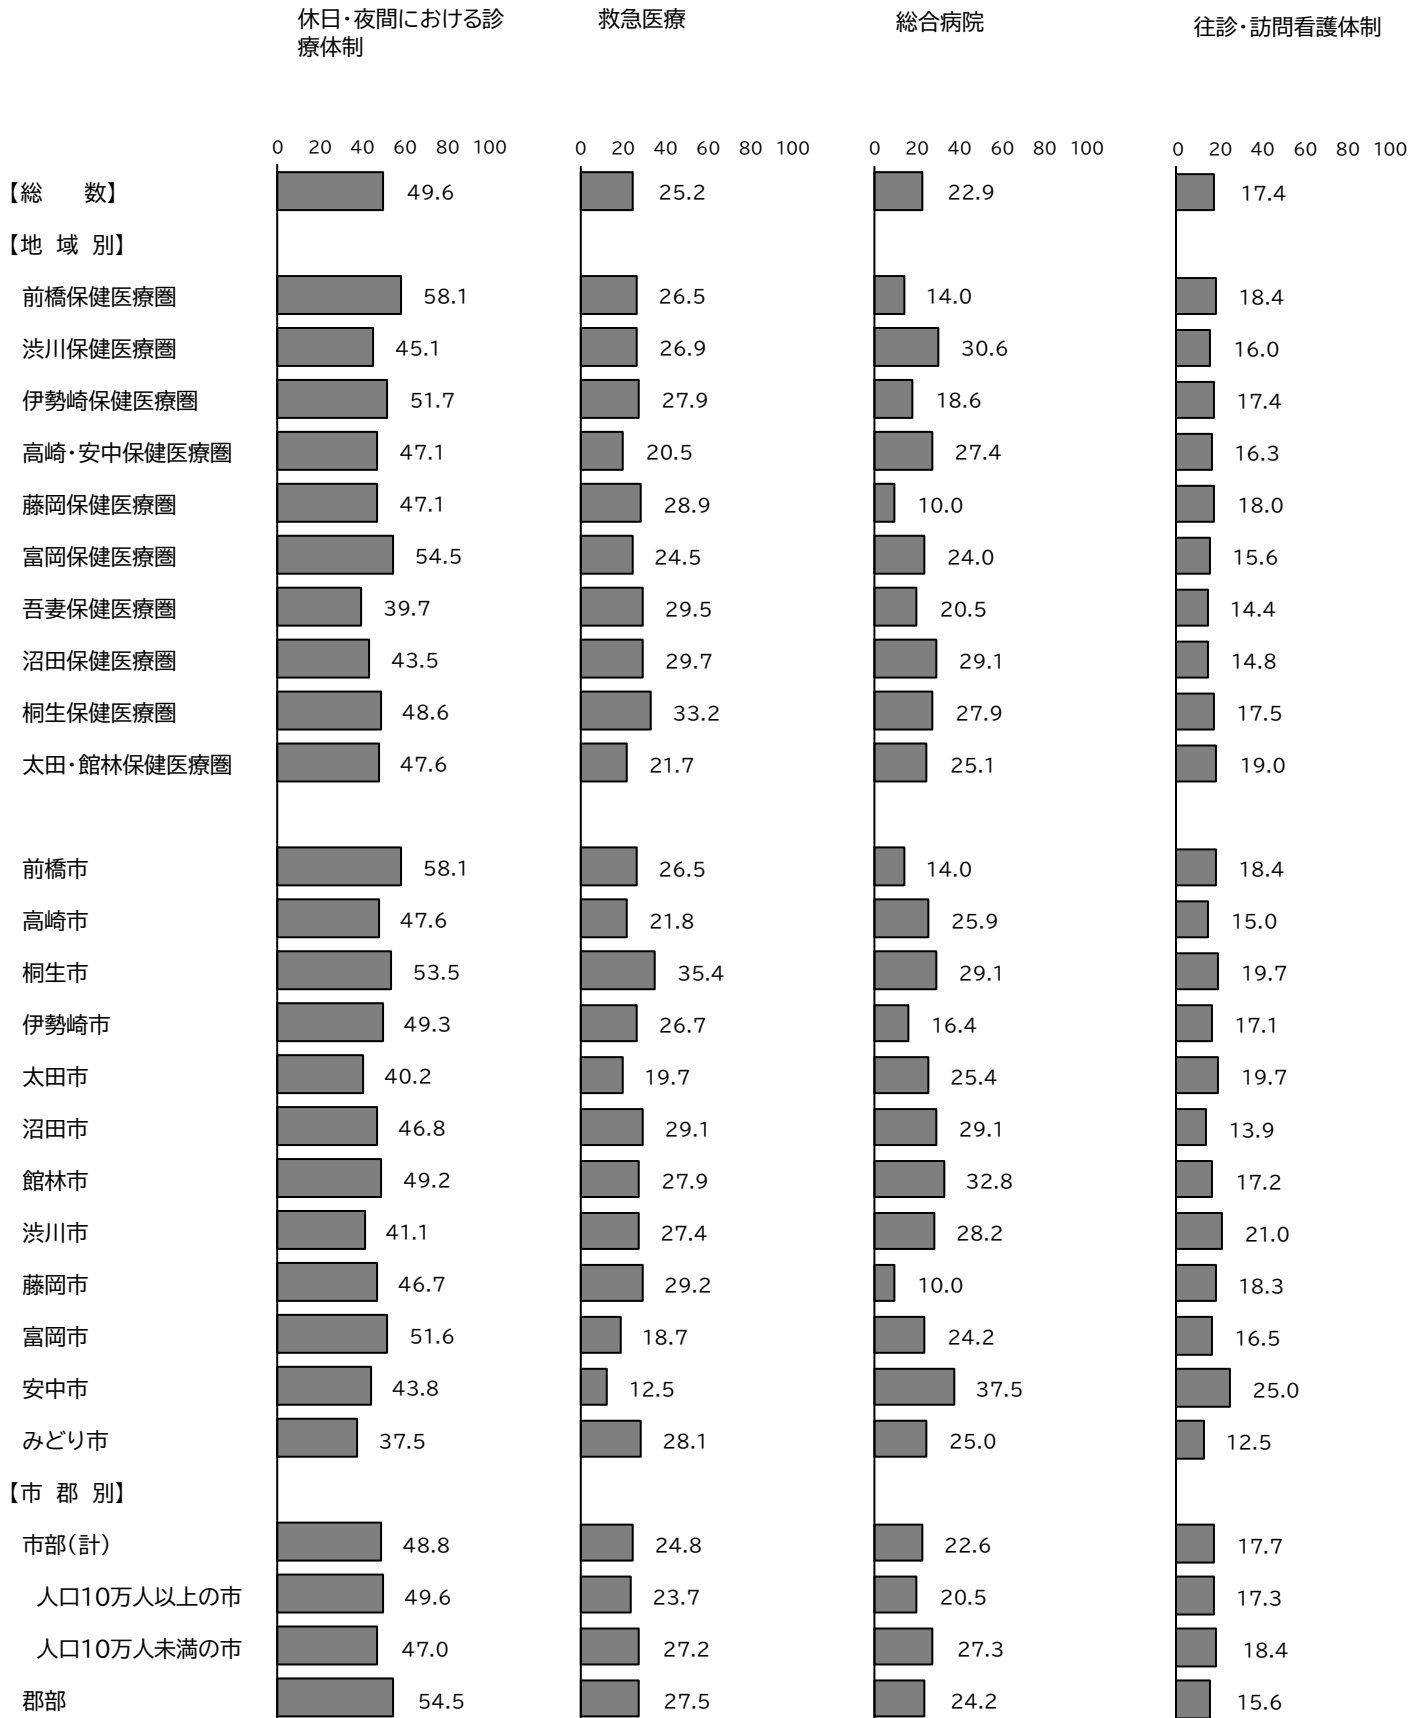 休日・夜間における診
療体制
救急医療
総合病院
往診・訪問看護体制
0 20 40 60 80 100 0 20 40 60 80 100 0 20 40 60 80 100 0 20 40 60 80 100
【総 数】 49.6 25.2 22.9 17.4
【地 域 別】
前橋保健医療圏 58.1 26.5 14.0 18.4
渋川保健医療圏 45.1 26.9 30.6 16.0
伊勢崎保健医療圏 51.7 27.9 18.6 17.4
高崎・安中保健医療圏 47.1 20.5 27.4 16.3
藤岡保健医療圏 47.1 28.9 10.0 18.0
富岡保健医療圏 54.5 24.5 24.0 15.6
吾妻保健医療圏 39.7 29.5 20.5 14.4
沼田保健医療圏 43.5 29.7 29.1 14.8
桐生保健医療圏 48.6 33.2 27.9 17.5
太田・館林保健医療圏 47.6 21.7 25.1 19.0
前橋市 58.1 26.5 14.0 18.4
高崎市 47.6 21.8 25.9 15.0
桐生市 53.5 35.4 29.1 19.7
伊勢崎市 49.3 26.7 16.4 17.1
太田市 40.2 19.7 25.4 19.7
沼田市 46.8 29.1 29.1 13.9
館林市 49.2 27.9 32.8 17.2
渋川市 41.1 27.4 28.2 21.0
藤岡市 46.7 29.2 10.0 18.3
富岡市 51.6 18.7 24.2 16.5
安中市 43.8 12.5 37.5 25.0
みどり市 37.5 28.1 25.0 12.5
【市 郡 別】
市部(計) 48.8 24.8 22.6 17.7
人口10万人以上の市 49.6 23.7 20.5 17.3
人口10万人未満の市 47.0 27.2 27.3 18.4
郡部 54.5 27.5 24.2 15.6